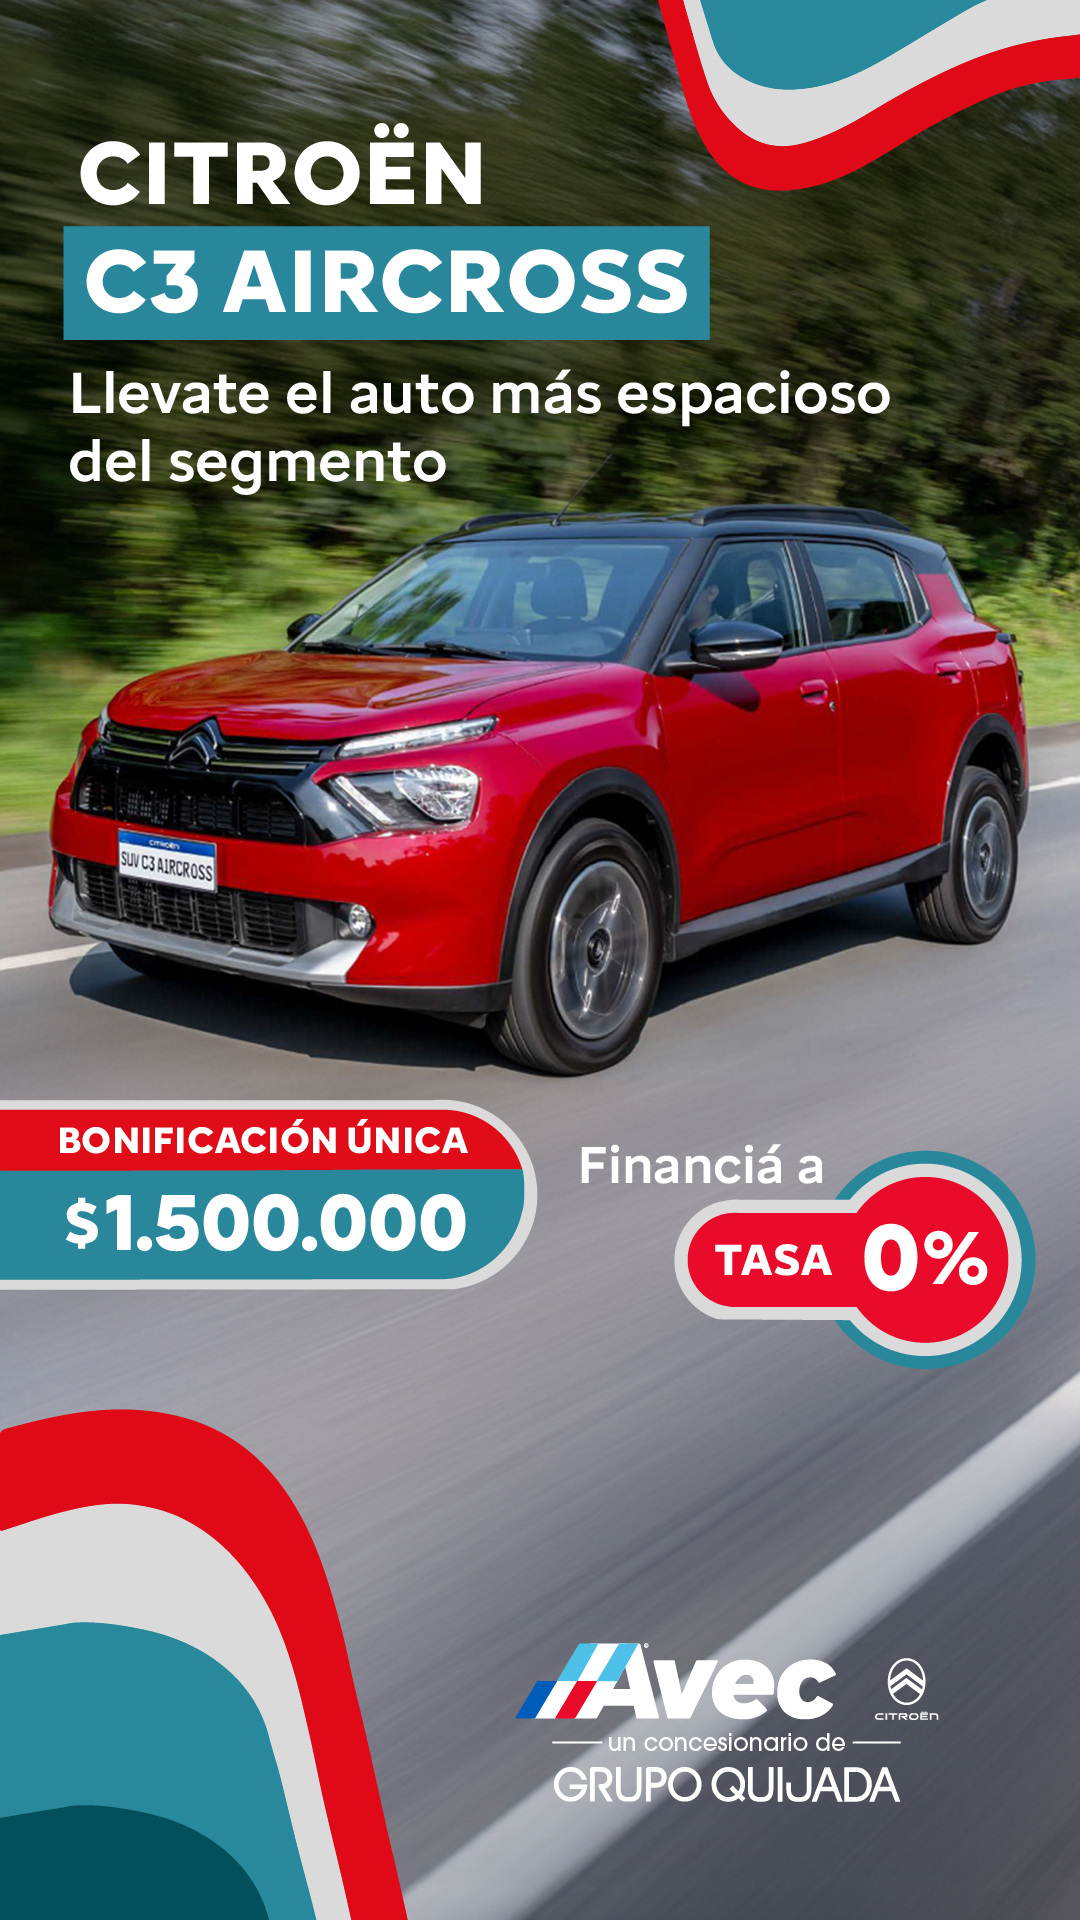 CITROËN
C3 AIRCROSS
Llevate el auto más espacioso
del segmento
CITROËN
SUV C3 AIRCROSS
BONIFICACIÓN ÚNICA
$1.500.000
Financiá a
TASA 0%
Avec
CITROËN
un concesionario de
GRUPO QUIJADA